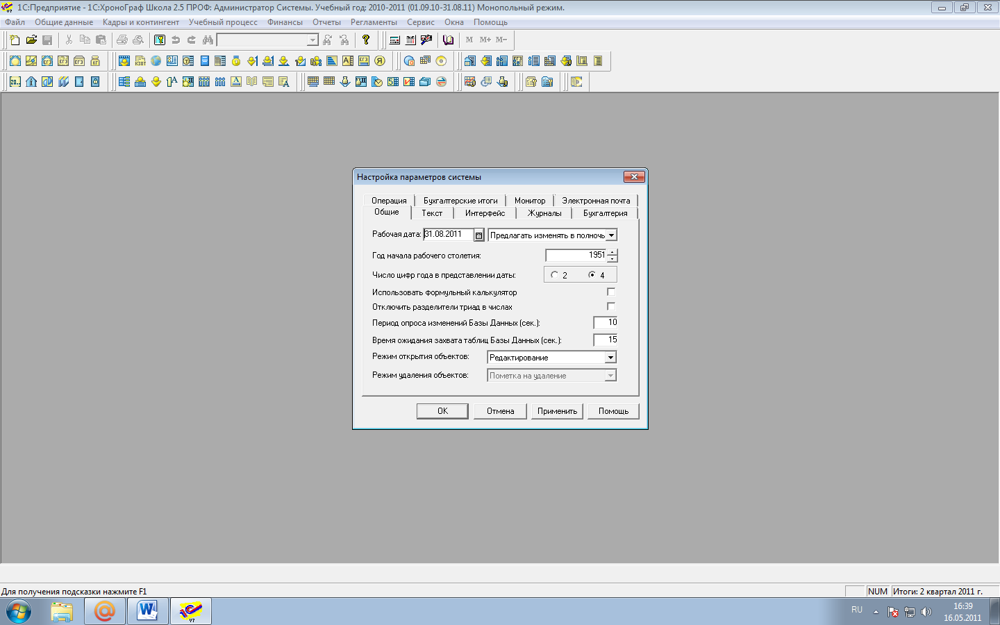 1С:Предприятие - 1С:ХроноГраф Школа 2.5 ПРОФ: Администратор Системы. Учебный год: 2010-2011 (01.09.10-31.08.11) Монопольный режим.
Файл Общие данные Кадры и контингент Учебный процесс Финансы Отчеты Регламенты Сервис Окна Помощь
M M+ M−
Настройка параметров системы
Операция Бухгалтерские итоги Монитор Электронная почта
Общие Текст Интерфейс Журналы Бухгалтерия
Рабочая дата: 31.08.2011 Предлагать изменять в полночь
Год начала рабочего столетия: 1951
Число цифр года в представлении даты: 2 4
Использовать формульный калькулятор
Отключить разделители триад в числах
Период опроса изменений Базы Данных (сек.): 10
Время ожидания захвата таблиц Базы Данных (сек.): 15
Режим открытия объектов: Редактирование
Режим удаления объектов: Пометка на удаление
OK Отмена Применить Помощь
Для получения подсказки нажмите F1 NUM Итоги: 2 квартал 2011 г.
RU 16:39
16.05.2011